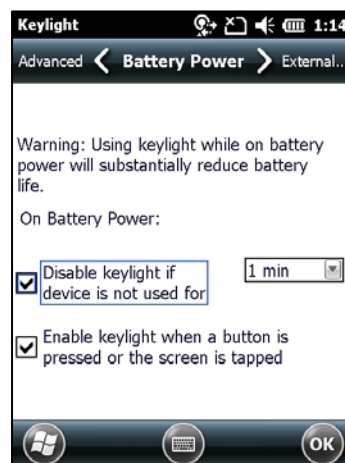 Keylight 1:14
Advanced Battery Power External..
Warning: Using keylight while on battery
power will substantially reduce battery
life.
On Battery Power:
Disable keylight if 1 min
device is not used for
Enable keylight when a button is
pressed or the screen is tapped
OK